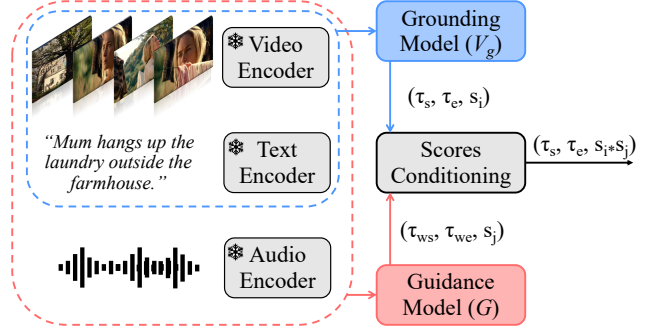 Video
Encoder
Grounding
Model (V_g)
(τ_s, τ_e, s_i)
“Mum hangs up the
laundry outside the
farmhouse.”
Text
Encoder
Scores
Conditioning
(τ_s, τ_e, s_i*s_j)
(τ_ws, τ_we, s_j)
Audio
Encoder
Guidance
Model (G)